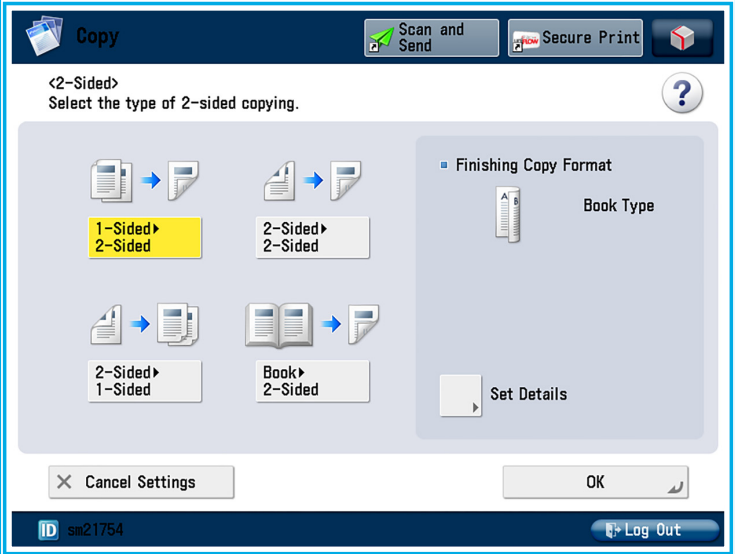 Copy
Scan and
Send
Secure Print
<2-Sided>
Select the type of 2-sided copying.
?
1-Sided▸
2-Sided
2-Sided▸
2-Sided
2-Sided▸
1-Sided
Book▸
2-Sided
Finishing Copy Format
A B
Book Type
Set Details
Cancel Settings
OK
ID sm21754
Log Out